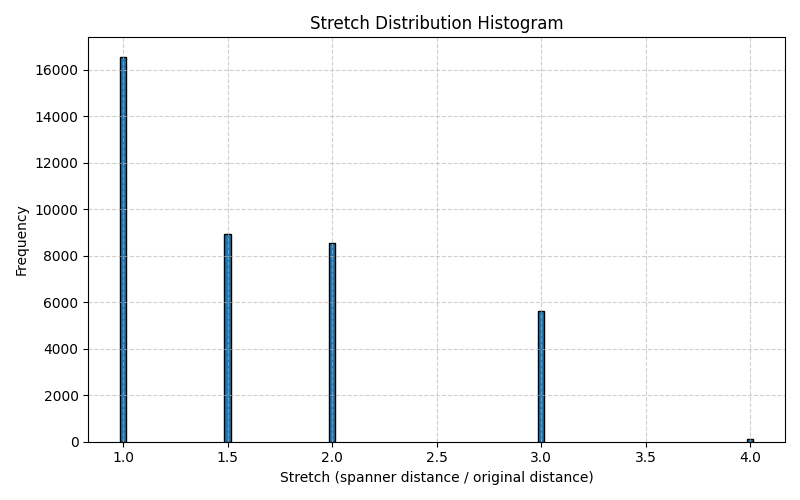 Stretch Distribution Histogram
Frequency
16000
14000
12000
10000
8000
6000
4000
2000
0
1.0 1.5 2.0 2.5 3.0 3.5 4.0
Stretch (spanner distance / original distance)